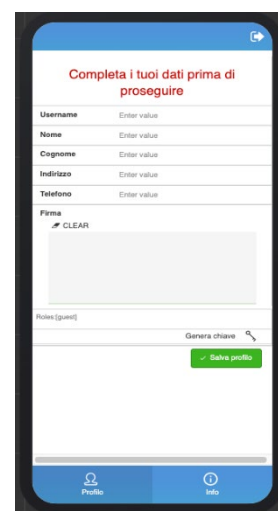 Completa i tuoi dati prima di
proseguire
Username Enter value
Nome Enter value
Cognome Enter value
Indirizzo Enter value
Telefono Enter value
Firma
CLEAR
Roles:[guest]
Genera chiave
Salva profilo
Profilo Info